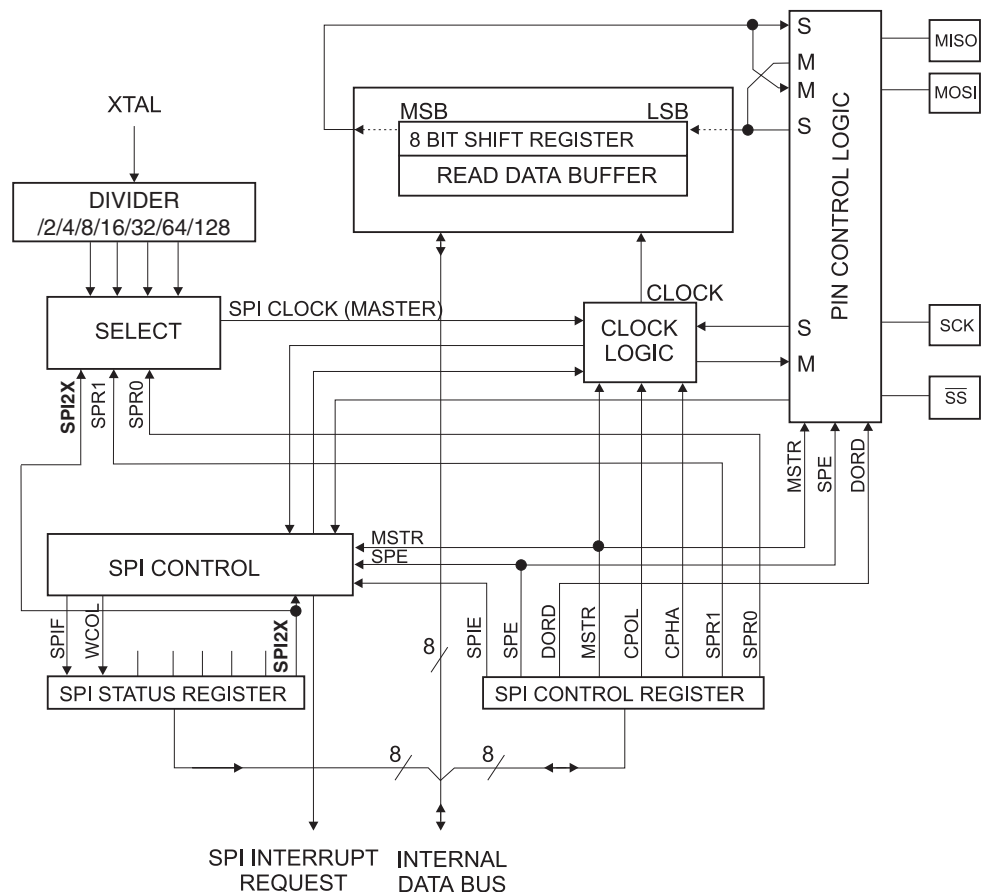 S
MISO
M
M
MOSI
XTAL
MSB
LSB
S
8 BIT SHIFT REGISTER
READ DATA BUFFER
DIVIDER
/2/4/8/16/32/64/128
PIN CONTROL LOGIC
SPI CLOCK (MASTER)
CLOCK
SELECT
CLOCK
LOGIC
S
M
SCK
SS
SPI2X
SPR1
SPR0
MSTR
SPE
DORD
MSTR
SPE
SPI CONTROL
SPIF
WCOL
SPI2X
SPIE
SPE
DORD
MSTR
CPOL
CPHA
SPR1
SPR0
8
SPI STATUS REGISTER
SPI CONTROL REGISTER
8
8
SPI INTERRUPT
REQUEST
INTERNAL
DATA BUS